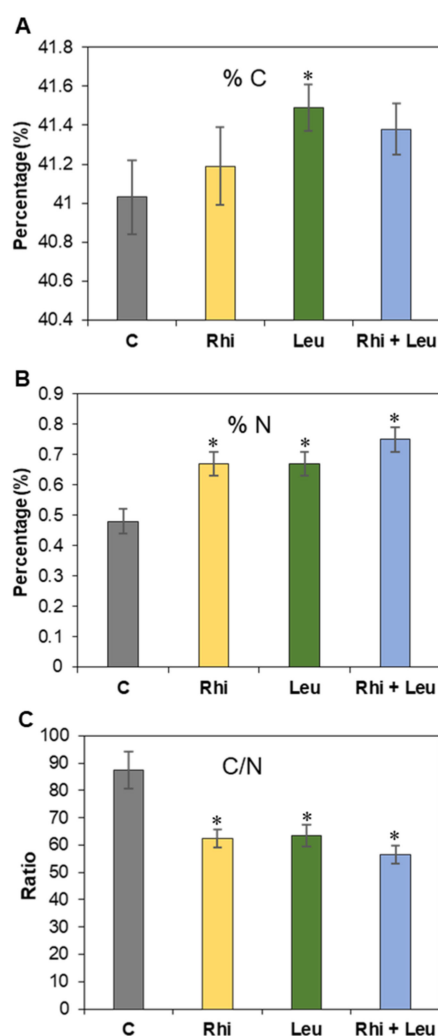 A
41.8
41.6
41.4
41.2
41
40.8
40.6
40.4
Percentage (%)
% C
*
C Rhi Leu Rhi + Leu
B
0.9
0.8
0.7
0.6
0.5
0.4
0.3
0.2
0.1
0
Percentage (%)
% N
* * *
C Rhi Leu Rhi + Leu
C
100
90
80
70
60
50
40
30
20
10
0
Ratio
C/N
* * *
C Rhi Leu Rhi + Leu